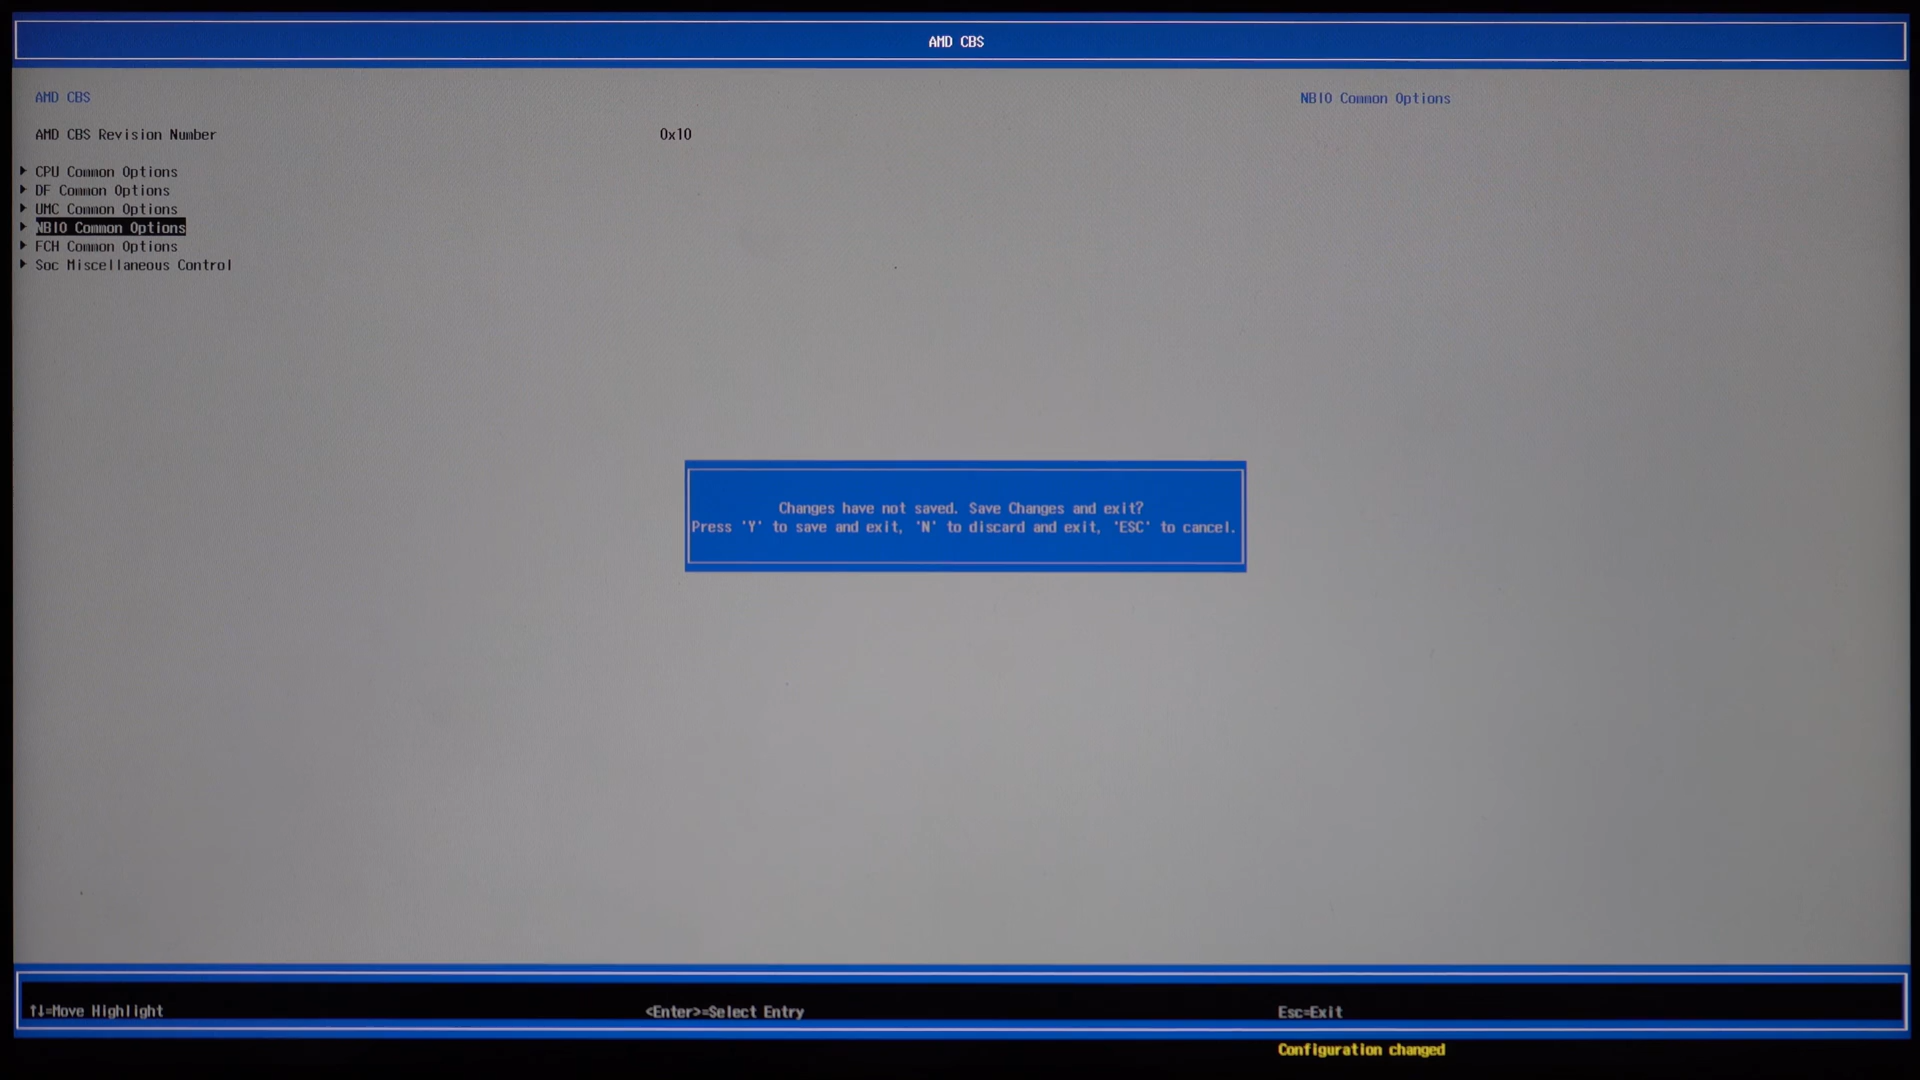 AMD CBS
AMD CBS
NBIO Common Options
AMD CBS Revision Number 0x10
CPU Common Options
DF Common Options
UMC Common Options
NBIO Common Options
FCH Common Options
Soc Miscellaneous Control
Changes have not saved. Save Changes and exit?
Press 'Y' to save and exit, 'N' to discard and exit, 'ESC' to cancel.
↑↓=Move Highlight
<Enter>=Select Entry
Esc=Exit
Configuration changed